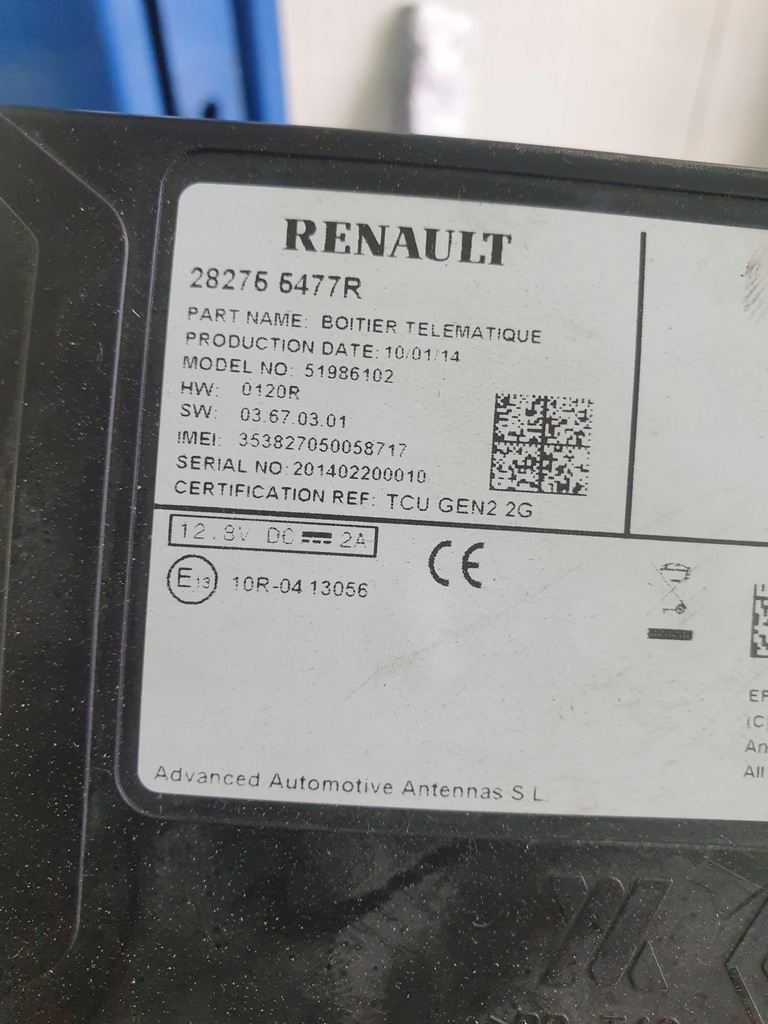 RENAULT
28275 5477R
PART NAME: BOITIER TELEMATIQUE
PRODUCTION DATE: 10/01/14
MODEL NO: 51986102
HW: 0120R
SW: 03.67.03.01
IMEI: 353827050058717
SERIAL NO: 201402200010
CERTIFICATION REF: TCU GEN2 2G
12.8V DC 2A
CE
E13 10R-04 13056
(C)
All
Advanced Automotive Antennas S L.